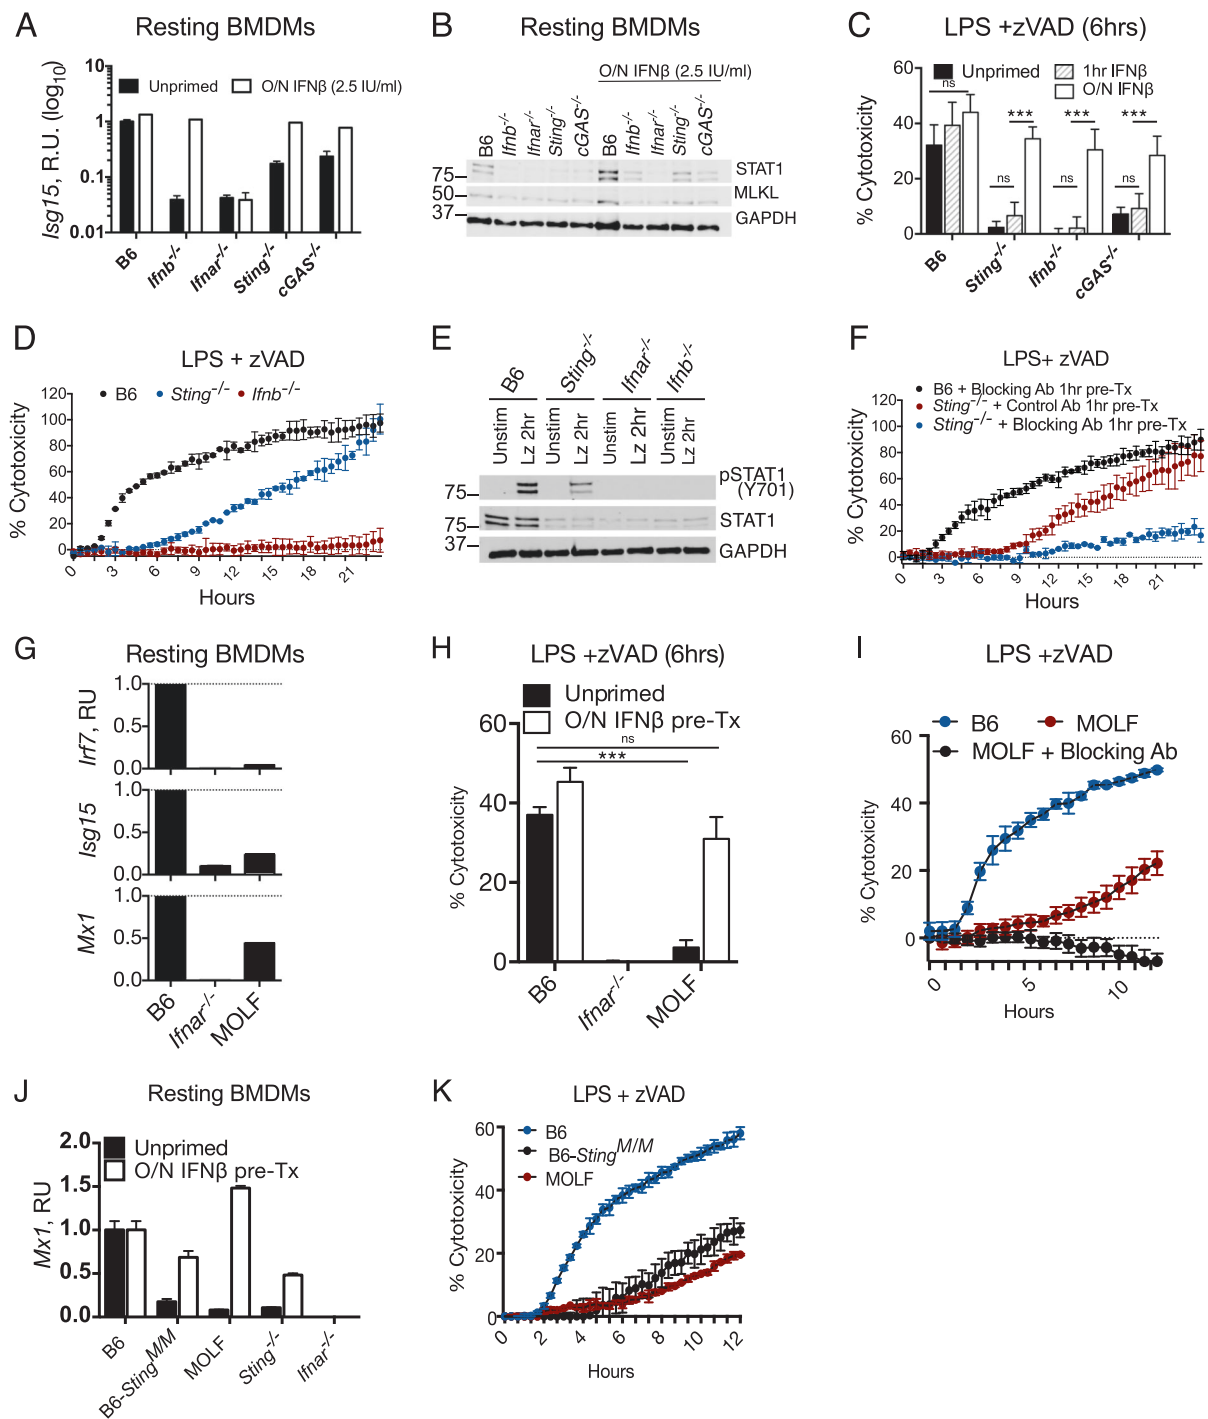 A
Resting BMDMs
Isg15, R.U. (log10)
10
1
0.1
0.01
Unprimed
O/N IFNβ (2.5 IU/ml)
B6
Ifnb-/-
Ifnar-/-
Sting-/-
cGAS-/-
B
Resting BMDMs
O/N IFNβ (2.5 IU/ml)
B6
Ifnb-/-
Ifnar-/-
Sting-/-
cGAS-/-
B6
Ifnb-/-
Ifnar-/-
Sting-/-
cGAS-/-
75
50
37
STAT1
MLKL
GAPDH
C
LPS +zVAD (6hrs)
% Cytotoxicity
60
40
20
0
Unprimed
1hr IFNβ
O/N IFNβ
ns
***
***
***
ns
ns
ns
B6
Sting-/-
Ifnb-/-
cGAS-/-
D
LPS + zVAD
B6
Sting-/-
Ifnb-/-
% Cytotoxicity
120
100
80
60
40
20
0
0
3
6
9
12
15
18
21
Hours
E
B6
Sting-/-
Ifnar-/-
Ifnb-/-
Unstim
Lz 2hr
Unstim
Lz 2hr
Unstim
Lz 2hr
Unstim
Lz 2hr
75
75
37
pSTAT1
(Y701)
STAT1
GAPDH
F
LPS+ zVAD
B6 + Blocking Ab 1hr pre-Tx
Sting-/- + Control Ab 1hr pre-Tx
Sting-/- + Blocking Ab 1hr pre-Tx
% Cytotoxicity
120
100
80
60
40
20
0
0
3
6
9
12
15
18
21
Hours
G
Resting BMDMs
Irf7, RU
1.0
0.5
0.0
Isg15
1.0
0.5
0.0
Mx1
1.0
0.5
0.0
B6
Ifnar-/-
MOLF
H
LPS +zVAD (6hrs)
Unprimed
O/N IFNβ pre-Tx
% Cytotoxicity
60
40
20
0
ns
***
B6
Ifnar-/-
MOLF
I
LPS +zVAD
B6
MOLF
MOLF + Blocking Ab
% Cytotoxicity
60
40
20
0
0
5
10
Hours
J
Resting BMDMs
Unprimed
O/N IFNβ pre-Tx
Mx1, RU
2.0
1.5
1.0
0.5
0.0
B6
B6-StingM/M
MOLF
Sting-/-
Ifnar-/-
K
LPS + zVAD
B6
B6-StingM/M
MOLF
% Cytotoxicity
60
40
20
0
0
2
4
6
8
10
12
Hours